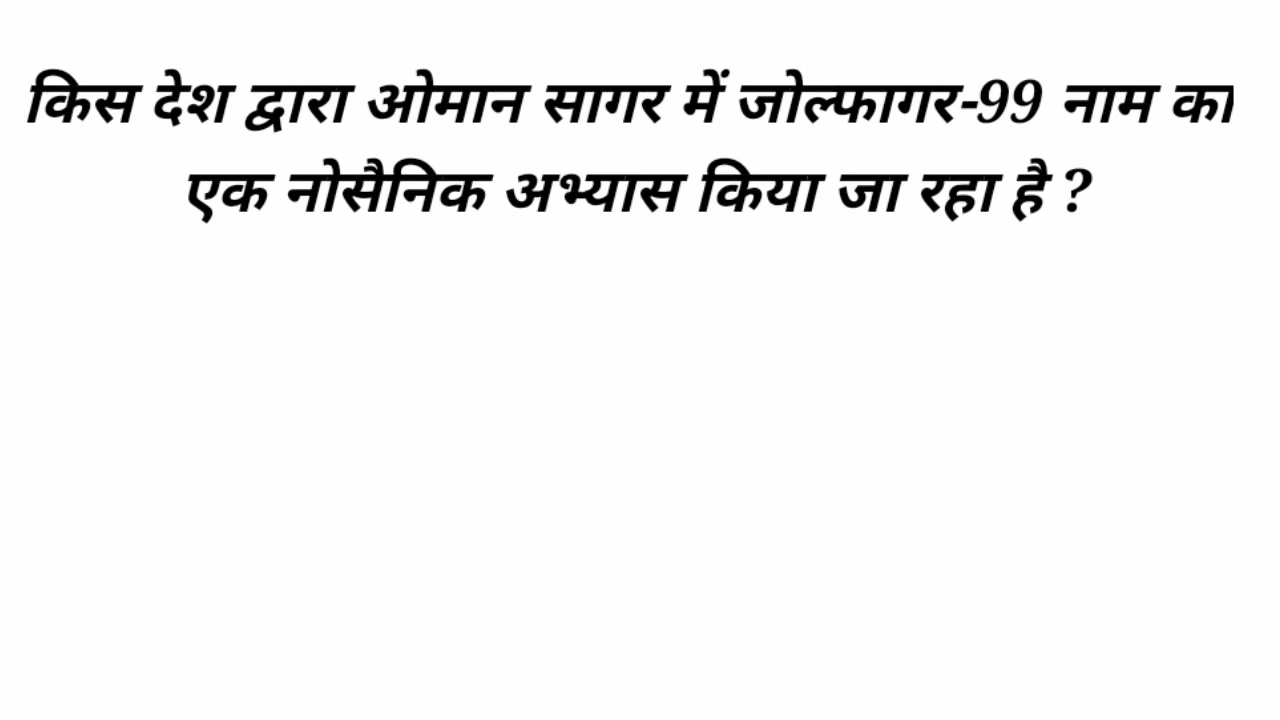 किस देश द्वारा ओमान सागर में जोल्फागर-99 नाम का
एक नोसैनिक अभ्यास किया जा रहा है ?